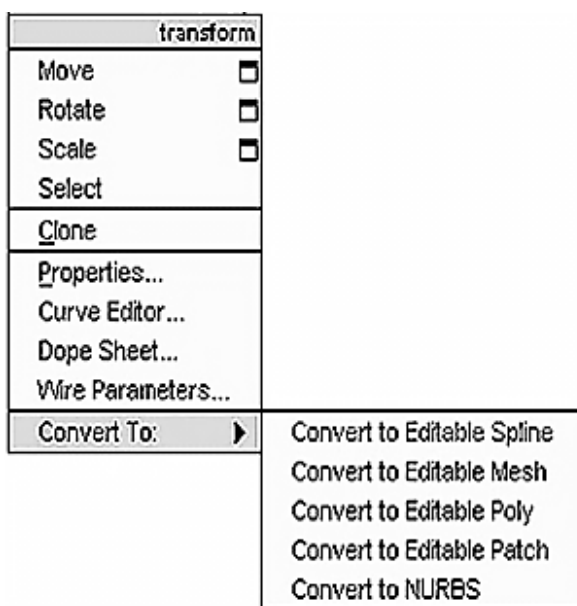 transform
Move
Rotate
Scale
Select
Clone
Properties...
Curve Editor...
Dope Sheet...
Wire Parameters...
Convert To:
Convert to Editable Spline
Convert to Editable Mesh
Convert to Editable Poly
Convert to Editable Patch
Convert to NURBS